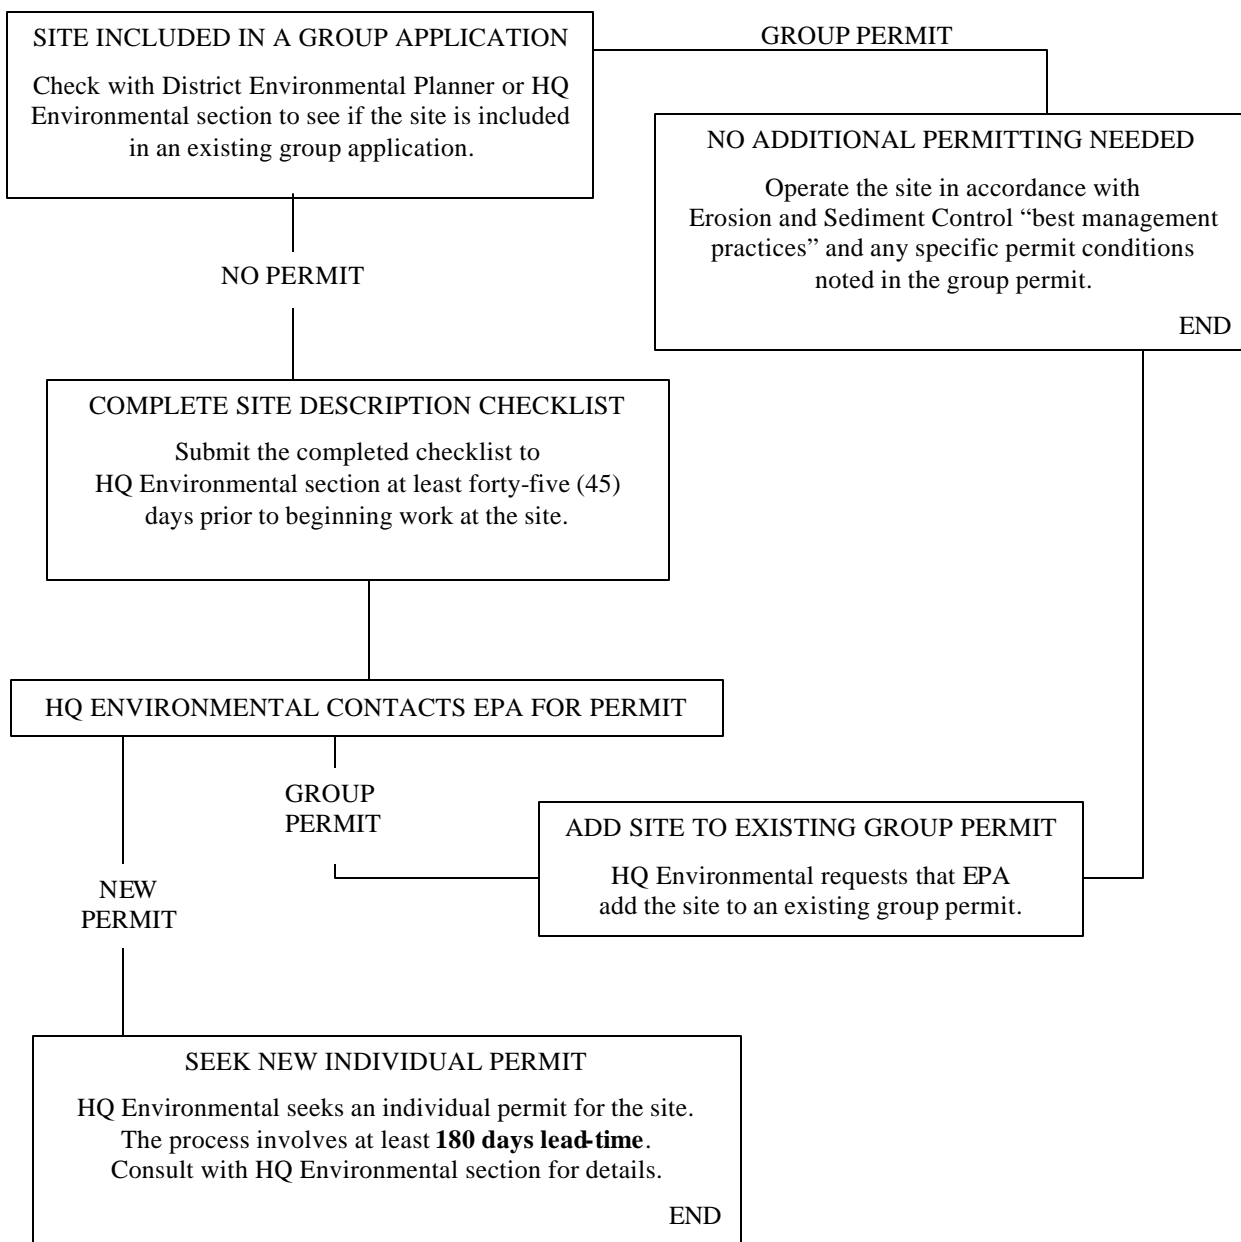 SITE INCLUDED IN A GROUP APPLICATION
Check with District Environmental Planner or HQ
Environmental section to see if the site is included
in an existing group application.
GROUP PERMIT
NO ADDITIONAL PERMITTING NEEDED
Operate the site in accordance with
Erosion and Sediment Control “best management
practices” and any specific permit conditions
noted in the group permit.
END
NO PERMIT
COMPLETE SITE DESCRIPTION CHECKLIST
Submit the completed checklist to
HQ Environmental section at least forty-five (45)
days prior to beginning work at the site.
HQ ENVIRONMENTAL CONTACTS EPA FOR PERMIT
GROUP
PERMIT
ADD SITE TO EXISTING GROUP PERMIT
HQ Environmental requests that EPA
add the site to an existing group permit.
NEW
PERMIT
SEEK NEW INDIVIDUAL PERMIT
HQ Environmental seeks an individual permit for the site.
The process involves at least 180 days lead-time.
Consult with HQ Environmental section for details.
END